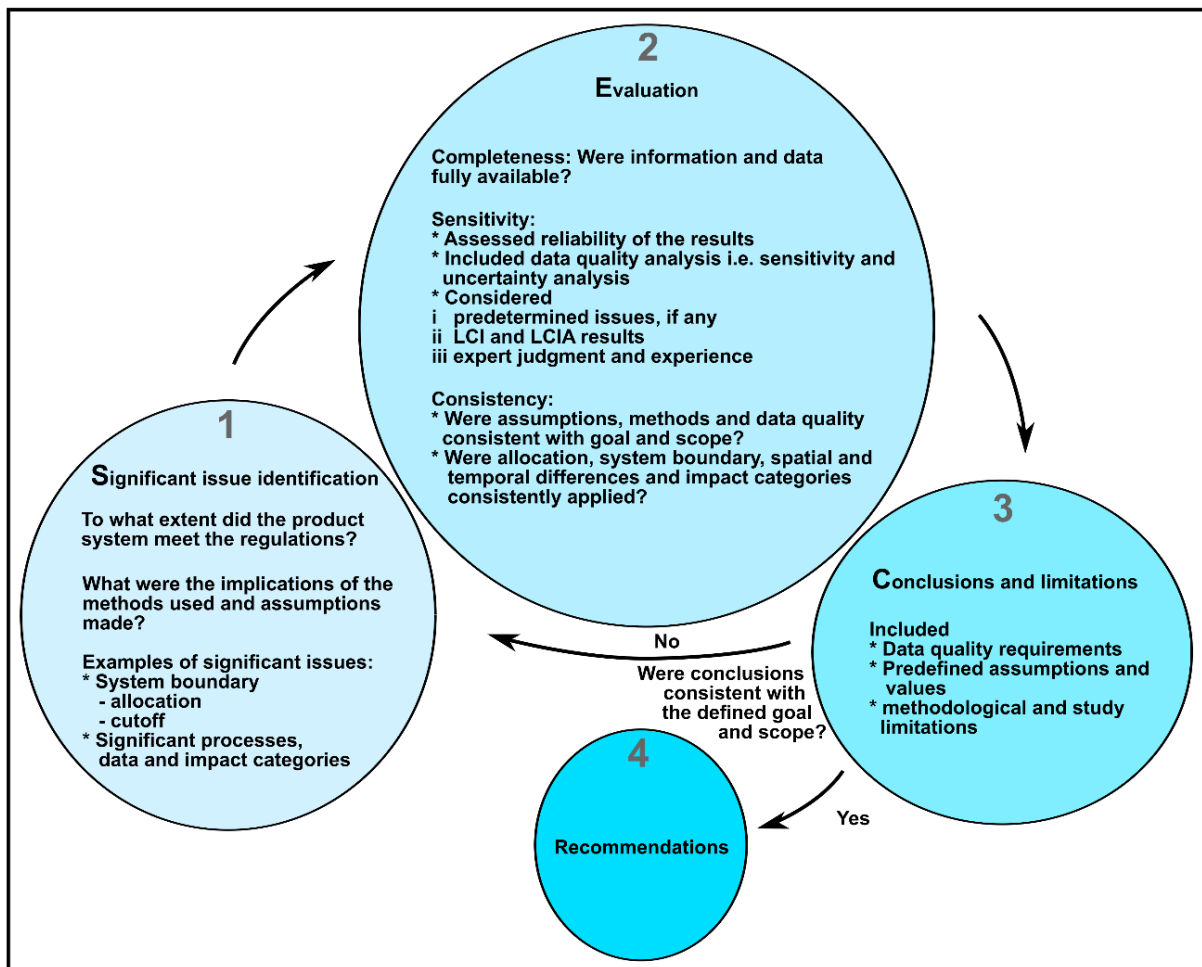 2
Evaluation
Completeness: Were information and data
fully available?
Sensitivity:
* Assessed reliability of the results
* Included data quality analysis i.e. sensitivity and
uncertainty analysis
* Considered
i predetermined issues, if any
ii LCI and LCIA results
iii expert judgment and experience
Consistency:
* Were assumptions, methods and data quality
consistent with goal and scope?
* Were allocation, system boundary, spatial and
temporal differences and impact categories
consistently applied?
1
Significant issue identification
To what extent did the product
system meet the regulations?
What were the implications of the
methods used and assumptions
made?
Examples of significant issues:
* System boundary
- allocation
- cutoff
* Significant processes,
data and impact categories
3
Conclusions and limitations
Included
* Data quality requirements
* Predefined assumptions and
values
* methodological and study
limitations
No
Were conclusions
consistent with
the defined goal
and scope?
Yes
4
Recommendations